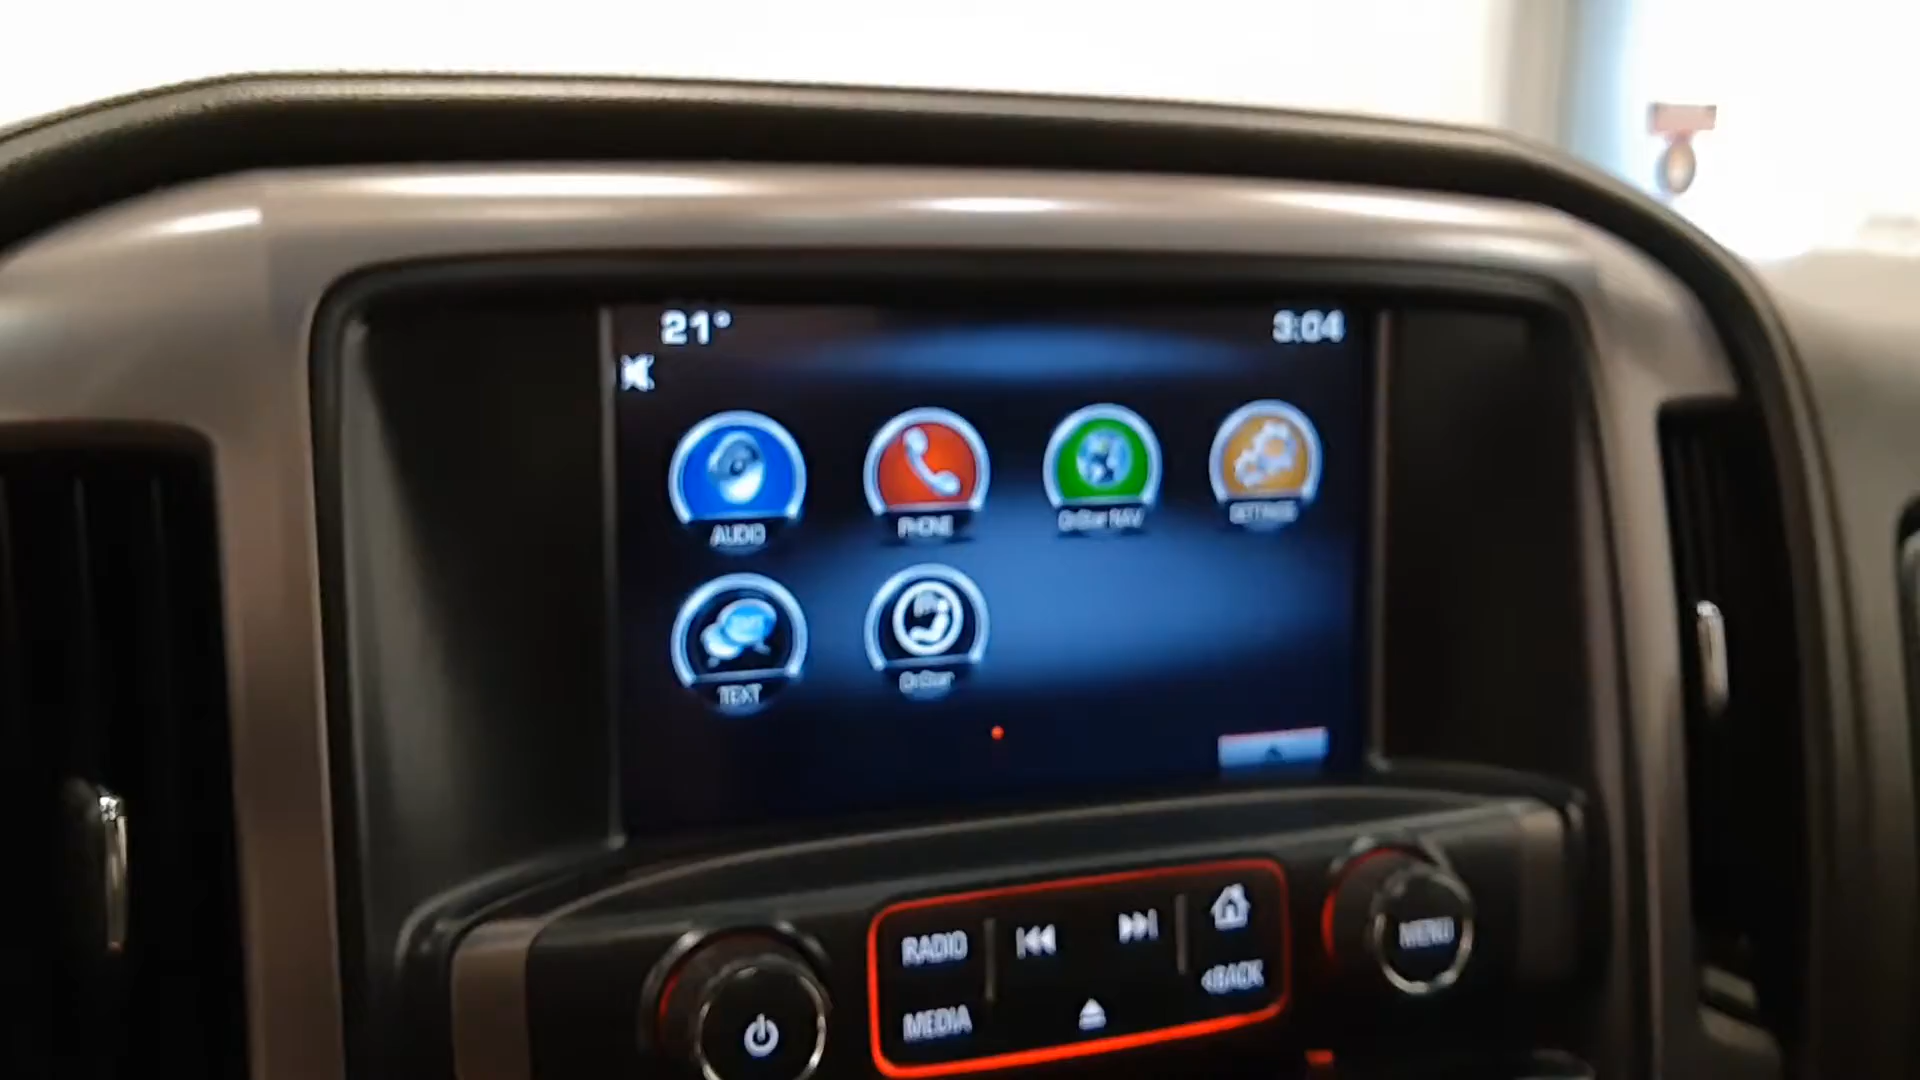 21° 3:04
AUDIO PHONE OnStar NAV SETTINGS
TEXT OnStar
RADIO
<BACK
MENU
MEDIA